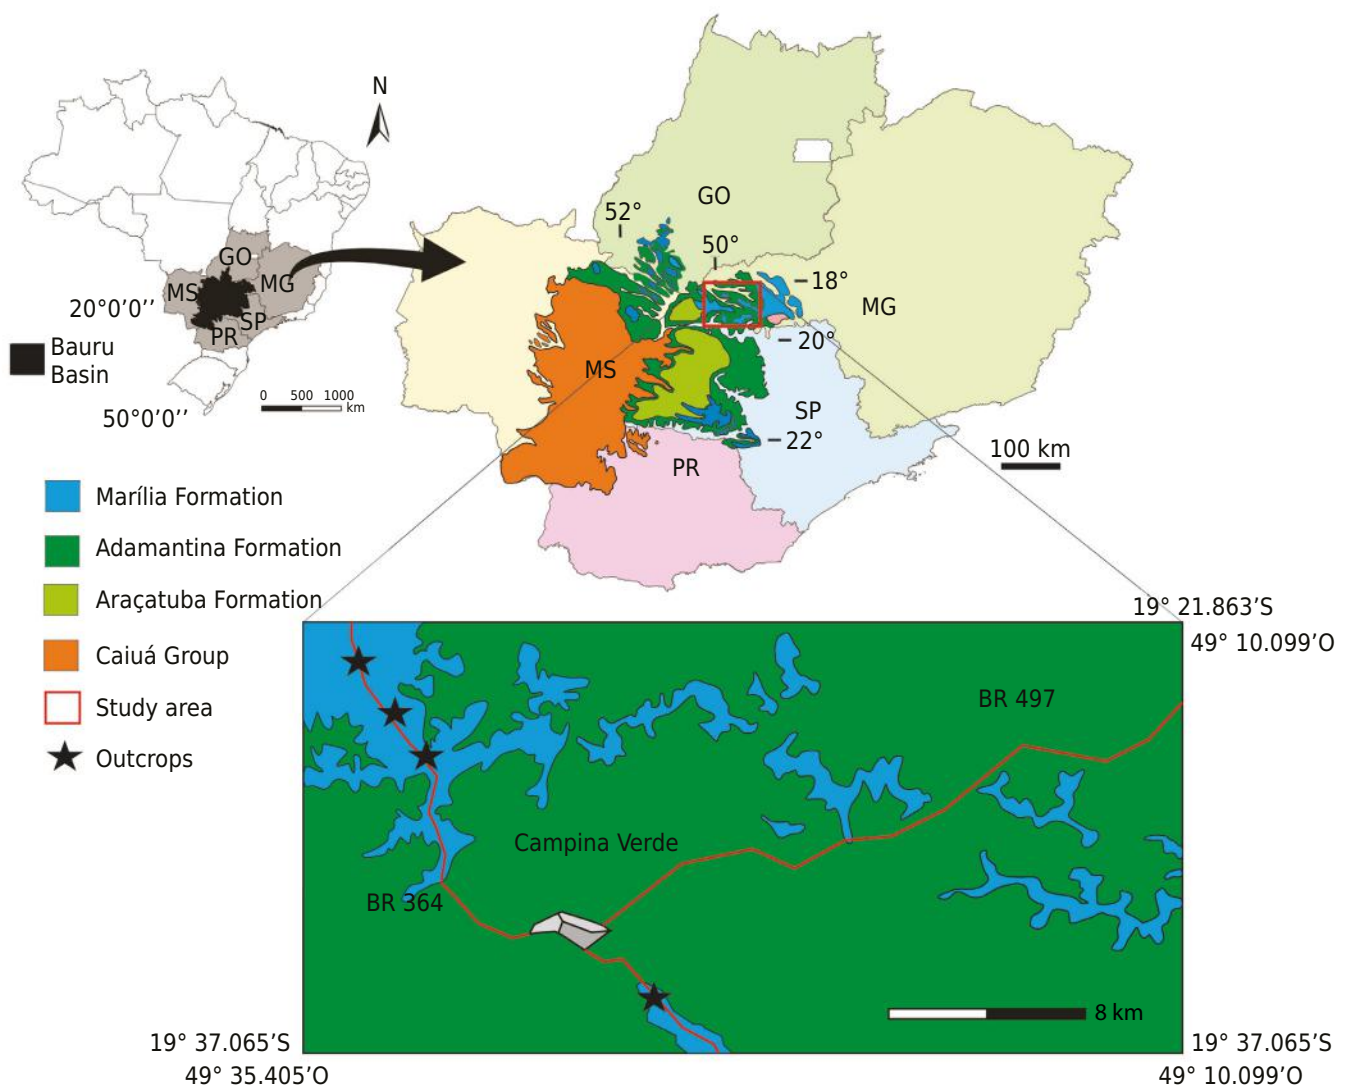 N
GO
MG
MS
SP
PR
20°0'0''
Bauru
Basin
50°0'0''
0 500 1000
km
GO
52°
50°
18°
MG
20°
MS
SP
22°
PR
100 km
Marília Formation
Adamantina Formation
Araçatuba Formation
Caiuá Group
Study area
Outcrops
19° 21.863’S
49° 10.099’O
BR 497
Campina Verde
BR 364
8 km
19° 37.065’S
49° 35.405’O
19° 37.065’S
49° 10.099’O